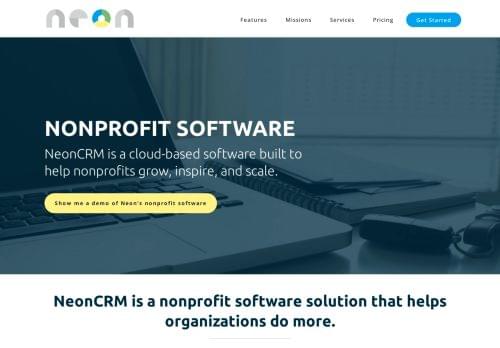 neon
Features Missions Services Pricing Get Started
NONPROFIT SOFTWARE
NeonCRM is a cloud-based software built to
help nonprofits grow, inspire, and scale.
Show me a demo of Neon's nonprofit software
NeonCRM is a nonprofit software solution that helps
organizations do more.